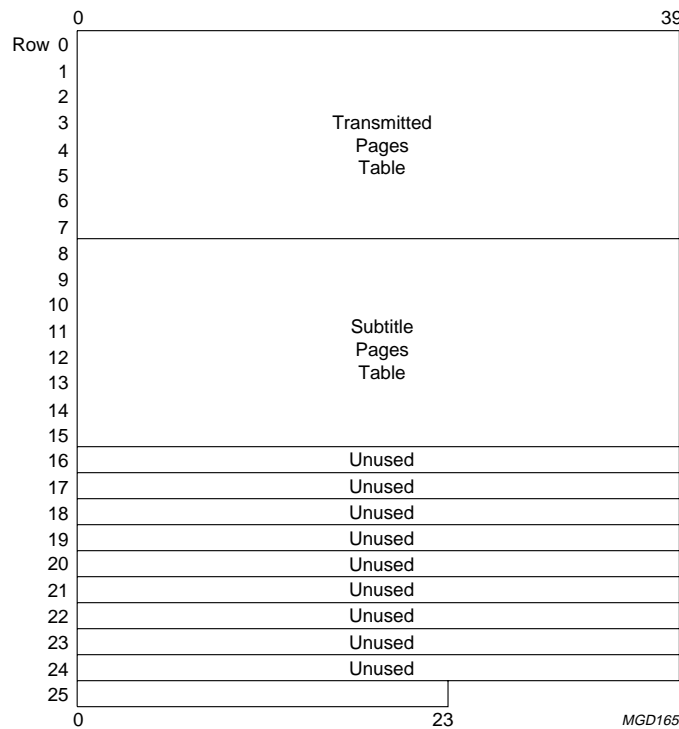 0 39
Row 0
1
2
3 Transmitted
4 Pages
5 Table
6
7
8
9
10
11 Subtitle
12 Pages
13 Table
14
15
16 Unused
17 Unused
18 Unused
19 Unused
20 Unused
21 Unused
22 Unused
23 Unused
24 Unused
25
0 23 MGD165